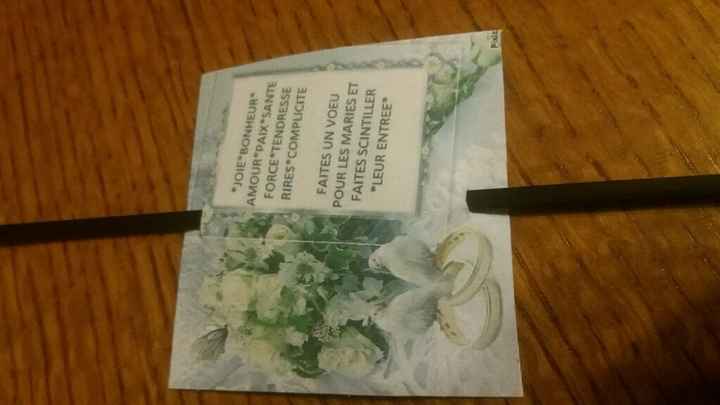 *JOIE*BONHEUR*
AMOUR*PAIX*SANTE
FORCE*TENDRESSE
RIRES*COMPLICITE
FAITES UN VOEU
POUR LES MARIES ET
FAITES SCINTILLER
*LEUR ENTREE*